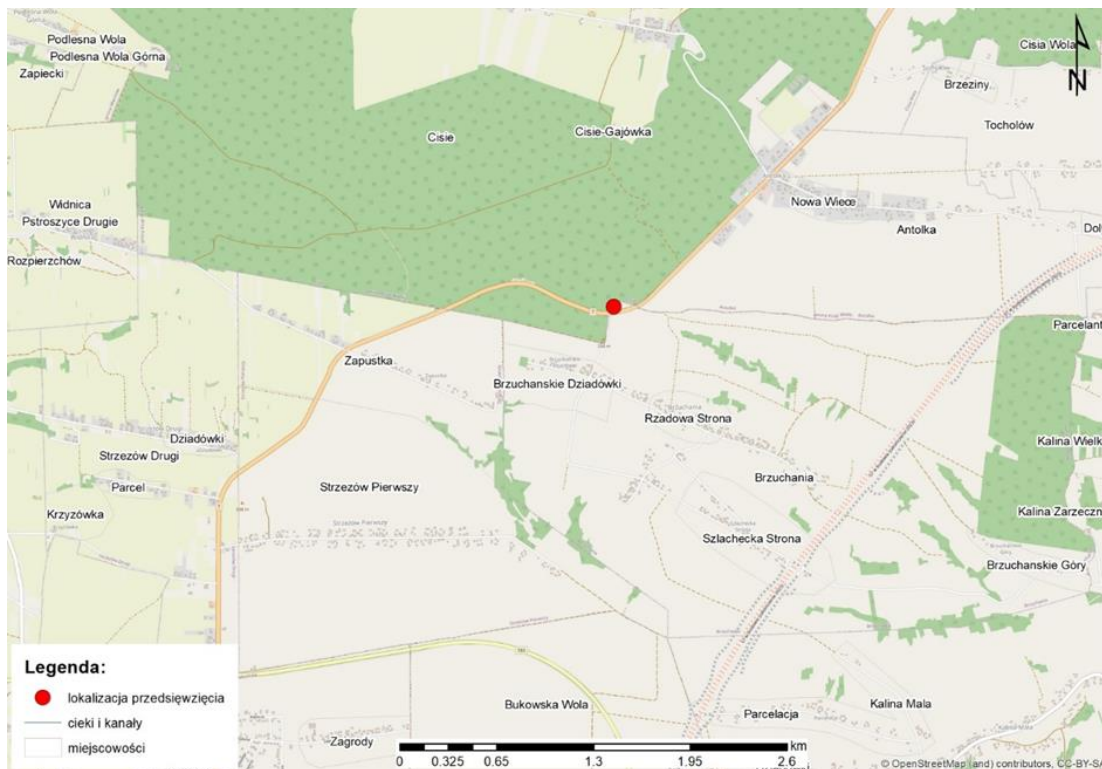 Podlesna Wola
Podlesna Wola Górna
Zapiecki
Cisia Wola
N
Brzeziny
Tocholów
Cisie
Cisie-Gajówka
Widnica
Pstroszyce Drugie
Rozpierzchów
Nowa Wiece
Antolka
Parcelant
Zapustka
Brzuchanskie Dziadówki
Rzadowa Strona
Dziadówki
Strzezów Drugi
Kalina Wielk
Parcel
Strzezów Pierwszy
Brzuchania
Krzyzówka
Kalina Zarzeczn
Strzeżów Pierwszy
Szlachecka Strona
Brzuchanskie Góry
Legenda:
lokalizacja przedsięwzięcia
cieki i kanały
miejscowości
Bukowska Wola
Kalina Mala
Parcelacja
Zagrody
km
0 0.325 0.65 1.3 1.95 2.6
© OpenStreetMap (and) contributors, CC-BY-SA